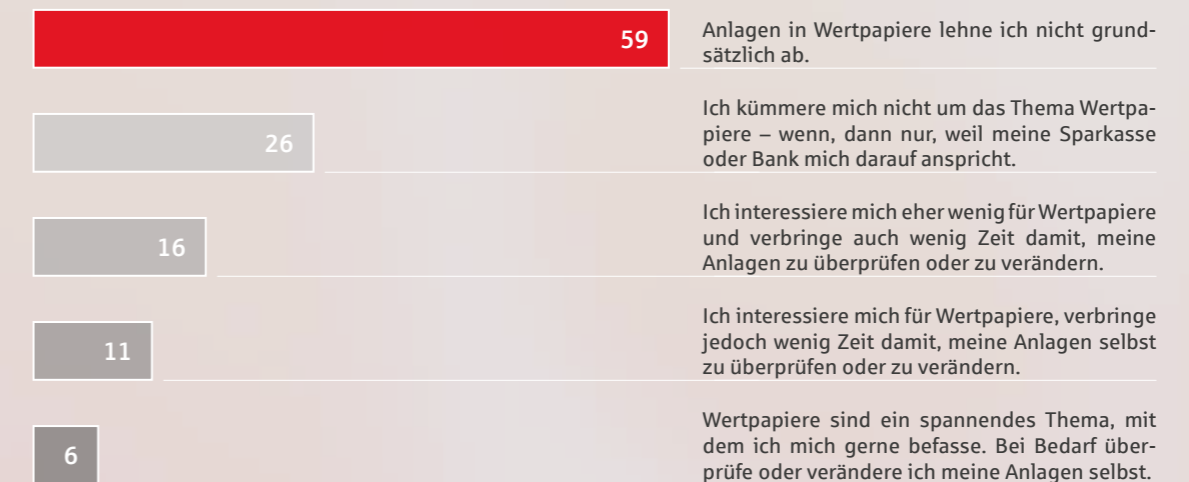 59
Anlagen in Wertpapiere lehne ich nicht grund-
sätzlich ab.
26
Ich kümmere mich nicht um das Thema Wertpa-
piere – wenn, dann nur, weil meine Sparkasse
oder Bank mich darauf anspricht.
16
Ich interessiere mich eher wenig für Wertpapiere
und verbringe auch wenig Zeit damit, meine
Anlagen zu überprüfen oder zu verändern.
11
Ich interessiere mich für Wertpapiere, verbringe
jedoch wenig Zeit damit, meine Anlagen selbst
zu überprüfen oder zu verändern.
6
Wertpapiere sind ein spannendes Thema, mit
dem ich mich gerne befasse. Bei Bedarf über-
prüfe oder verändere ich meine Anlagen selbst.